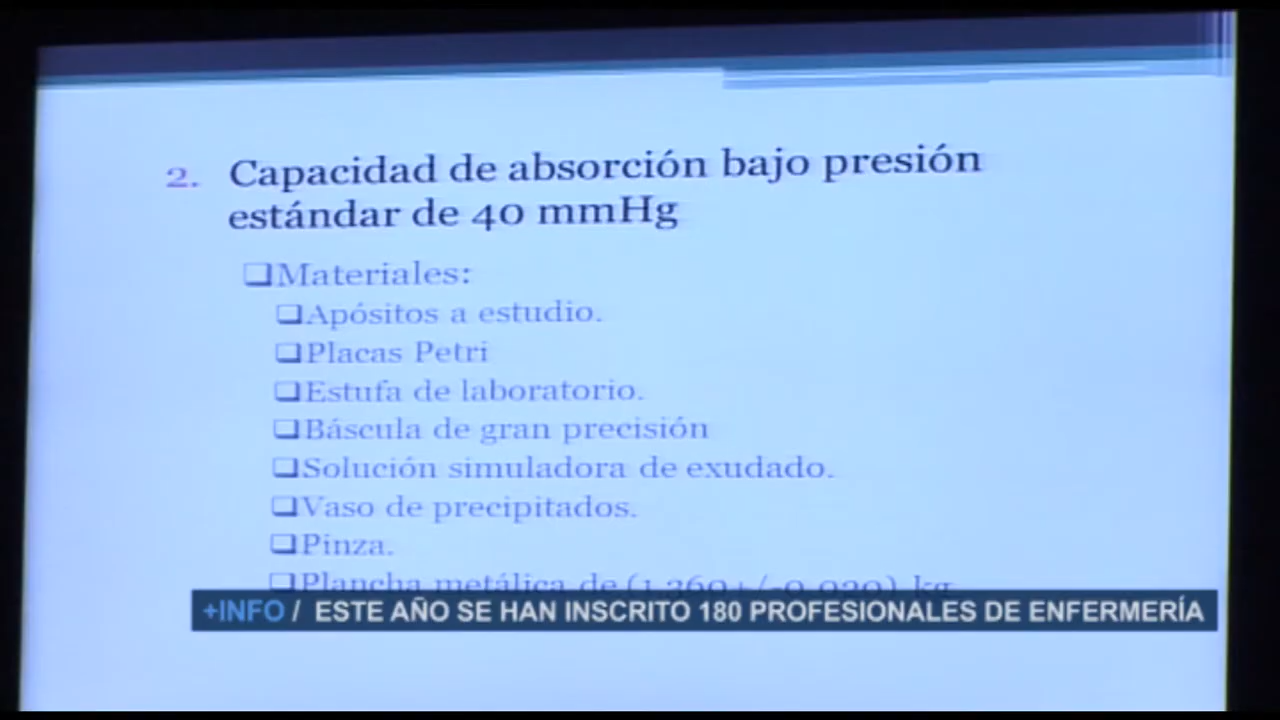 2. Capacidad de absorción bajo presión
estándar de 40 mmHg
❑Materiales:
❑Apósitos a estudio.
❑Placas Petri
❑Estufa de laboratorio.
❑Báscula de gran precisión
❑Solución simuladora de exudado.
❑Vaso de precipitados.
❑Pinza.
❑Plancha metálica de (1.360+/-0.020) kg
+INFO / ESTE AÑO SE HAN INSCRITO 180 PROFESIONALES DE ENFERMERÍA